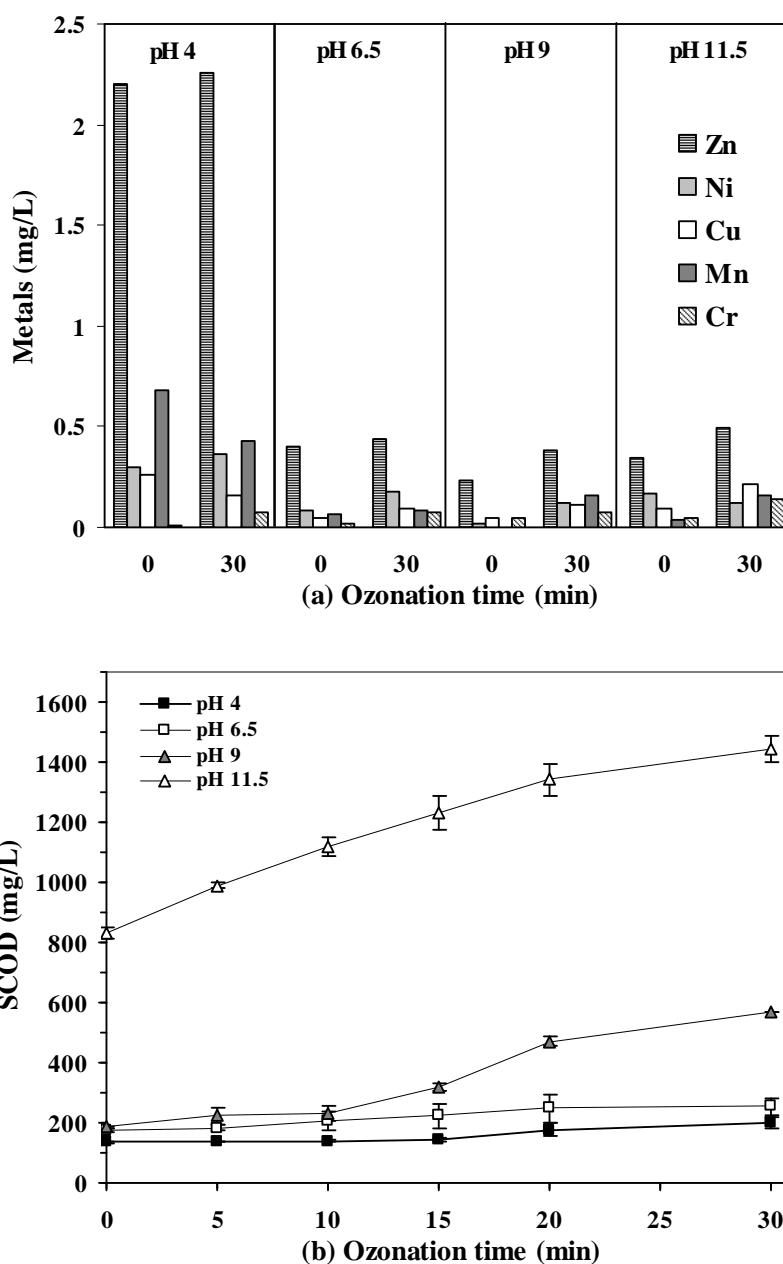 2.5
pH 4
pH 6.5
pH 9
pH 11.5
2
1.5
1
0.5
0
Metals (mg/L)
Zn
Ni
Cu
Mn
Cr
0 30 0 30 0 30 0 30
(a) Ozonation time (min)
1600
1400
1200
1000
800
600
400
200
0
SCOD (mg/L)
pH 4
pH 6.5
pH 9
pH 11.5
0 5 10 15 20 25 30
(b) Ozonation time (min)